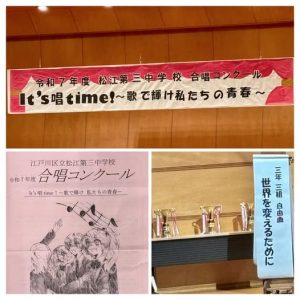 令和7年度 松江第三中学校 合唱コンクール
It's唱time!～歌で輝け私たちの青春～
江戸川区立松江第三中学校
令和7年度 合唱コンクール
It's唱time!～歌で輝け 私たちの青春～
三年 三組 自由曲
世界を変えるために